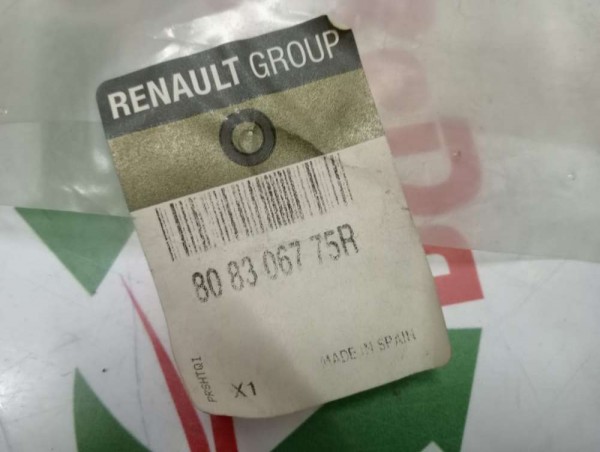 RENAULT GROUP
80 83 067 75R
MADE IN SPAIN
X1